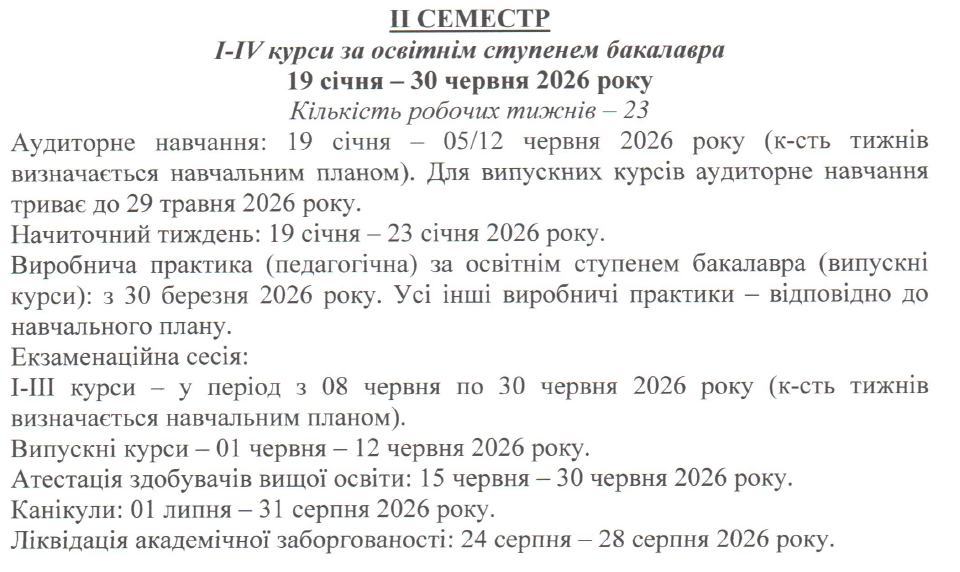 ІІ СЕМЕСТР
І-ІV курси за освітнім ступенем бакалавра
19 січня – 30 червня 2026 року
Кількість робочих тижнів – 23
Аудиторне навчання: 19 січня – 05/12 червня 2026 року (к-сть тижнів
визначається навчальним планом). Для випускних курсів аудиторне навчання
триває до 29 травня 2026 року.
Начиточний тиждень: 19 січня – 23 січня 2026 року.
Виробнича практика (педагогічна) за освітнім ступенем бакалавра (випускні
курси): з 30 березня 2026 року. Усі інші виробничі практики – відповідно до
навчального плану.
Екзаменаційна сесія:
І-ІІІ курси – у період з 08 червня по 30 червня 2026 року (к-сть тижнів
визначається навчальним планом).
Випускні курси – 01 червня – 12 червня 2026 року.
Атестація здобувачів вищої освіти: 15 червня – 30 червня 2026 року.
Канікули: 01 липня – 31 серпня 2026 року.
Ліквідація академічної заборгованості: 24 серпня – 28 серпня 2026 року.